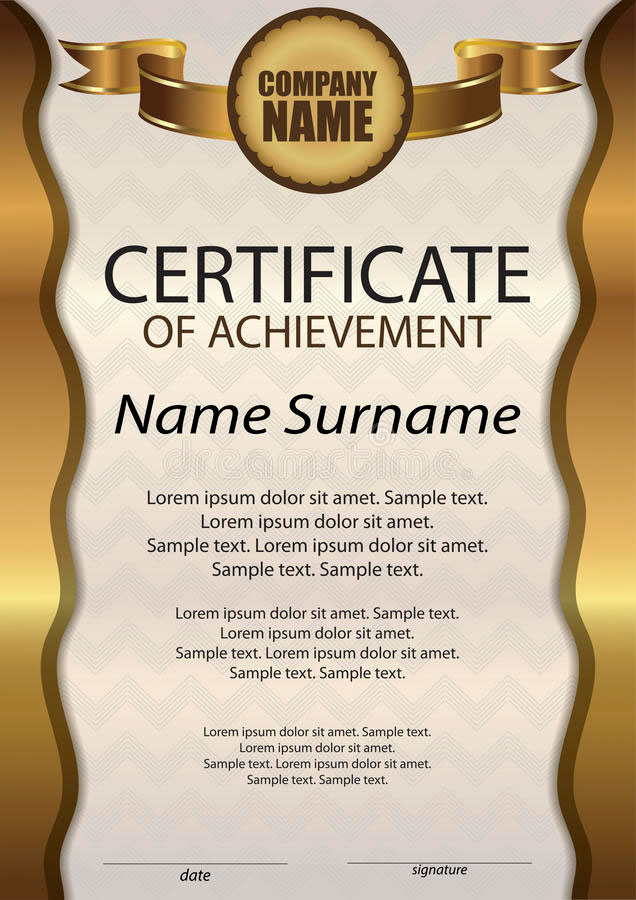 COMPANY
NAME
CERTIFICATE
OF ACHIEVEMENT
Name Surname
dreamstime
Lorem ipsum dolor sit amet. Sample text.
Lorem ipsum dolor sit amet.
Sample text. Lorem ipsum dolor sit amet.
Sample text. Sample text.
Lorem ipsum dolor sit amet. Sample text.
Lorem ipsum dolor sit amet.
Sample text. Lorem ipsum dolor sit amet.
Sample text. Sample text.
Lorem ipsum dolor sit amet. Sample text.
Lorem ipsum dolor sit amet.
Sample text. Lorem ipsum dolor sit amet.
Sample text. Sample text.
date signature